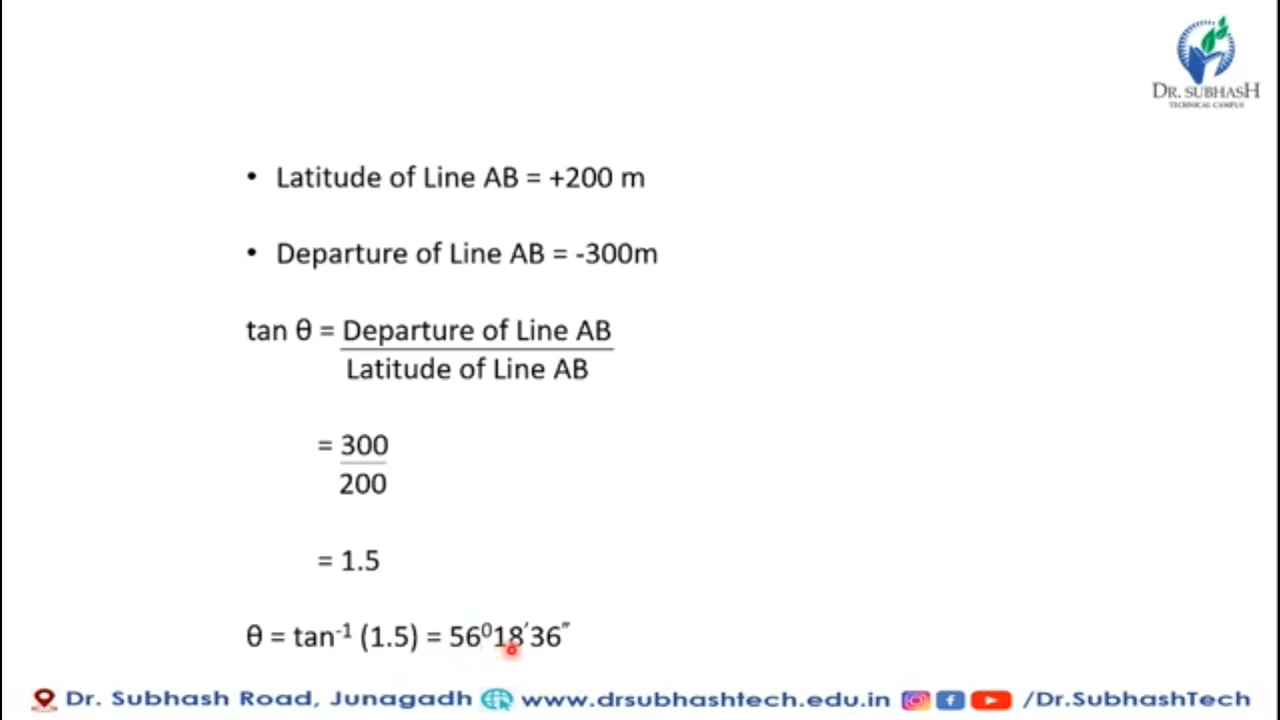 DR. SUBHASH
TECHNICAL CAMPUS
• Latitude of Line AB = +200 m
• Departure of Line AB = -300m
tan θ = Departure of Line AB
Latitude of Line AB
= 300
200
= 1.5
θ = tan⁻¹ (1.5) = 56⁰18′36″
Dr. Subhash Road, Junagadh www.drsubhashtech.edu.in /Dr.SubhashTech